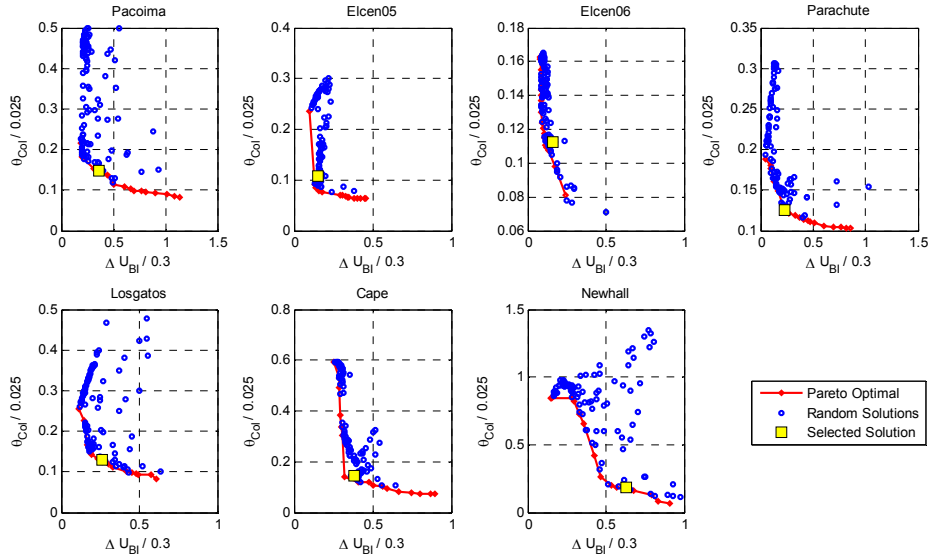 Pacoima
Elcen05
Elcen06
Parachute
θCol / 0.025
0.5
0.4
0.3
0.2
0.1
0
0 0.5 1 1.5
Δ UBI / 0.3
θCol / 0.025
0.4
0.3
0.2
0.1
0
0 0.5 1
Δ UBI / 0.3
θCol / 0.025
0.18
0.16
0.14
0.12
0.1
0.08
0.06
0 0.5 1
Δ UBI / 0.3
θCol / 0.025
0.35
0.3
0.25
0.2
0.15
0.1
0 0.5 1 1.5
Δ UBI / 0.3
Losgatos
Cape
Newhall
θCol / 0.025
0.5
0.4
0.3
0.2
0.1
0
0 0.5 1
Δ UBI / 0.3
θCol / 0.025
0.8
0.6
0.4
0.2
0
0 0.5 1
Δ UBI / 0.3
θCol / 0.025
1.5
1
0.5
0
0 0.5 1
Δ UBI / 0.3
Pareto Optimal
Random Solutions
Selected Solution